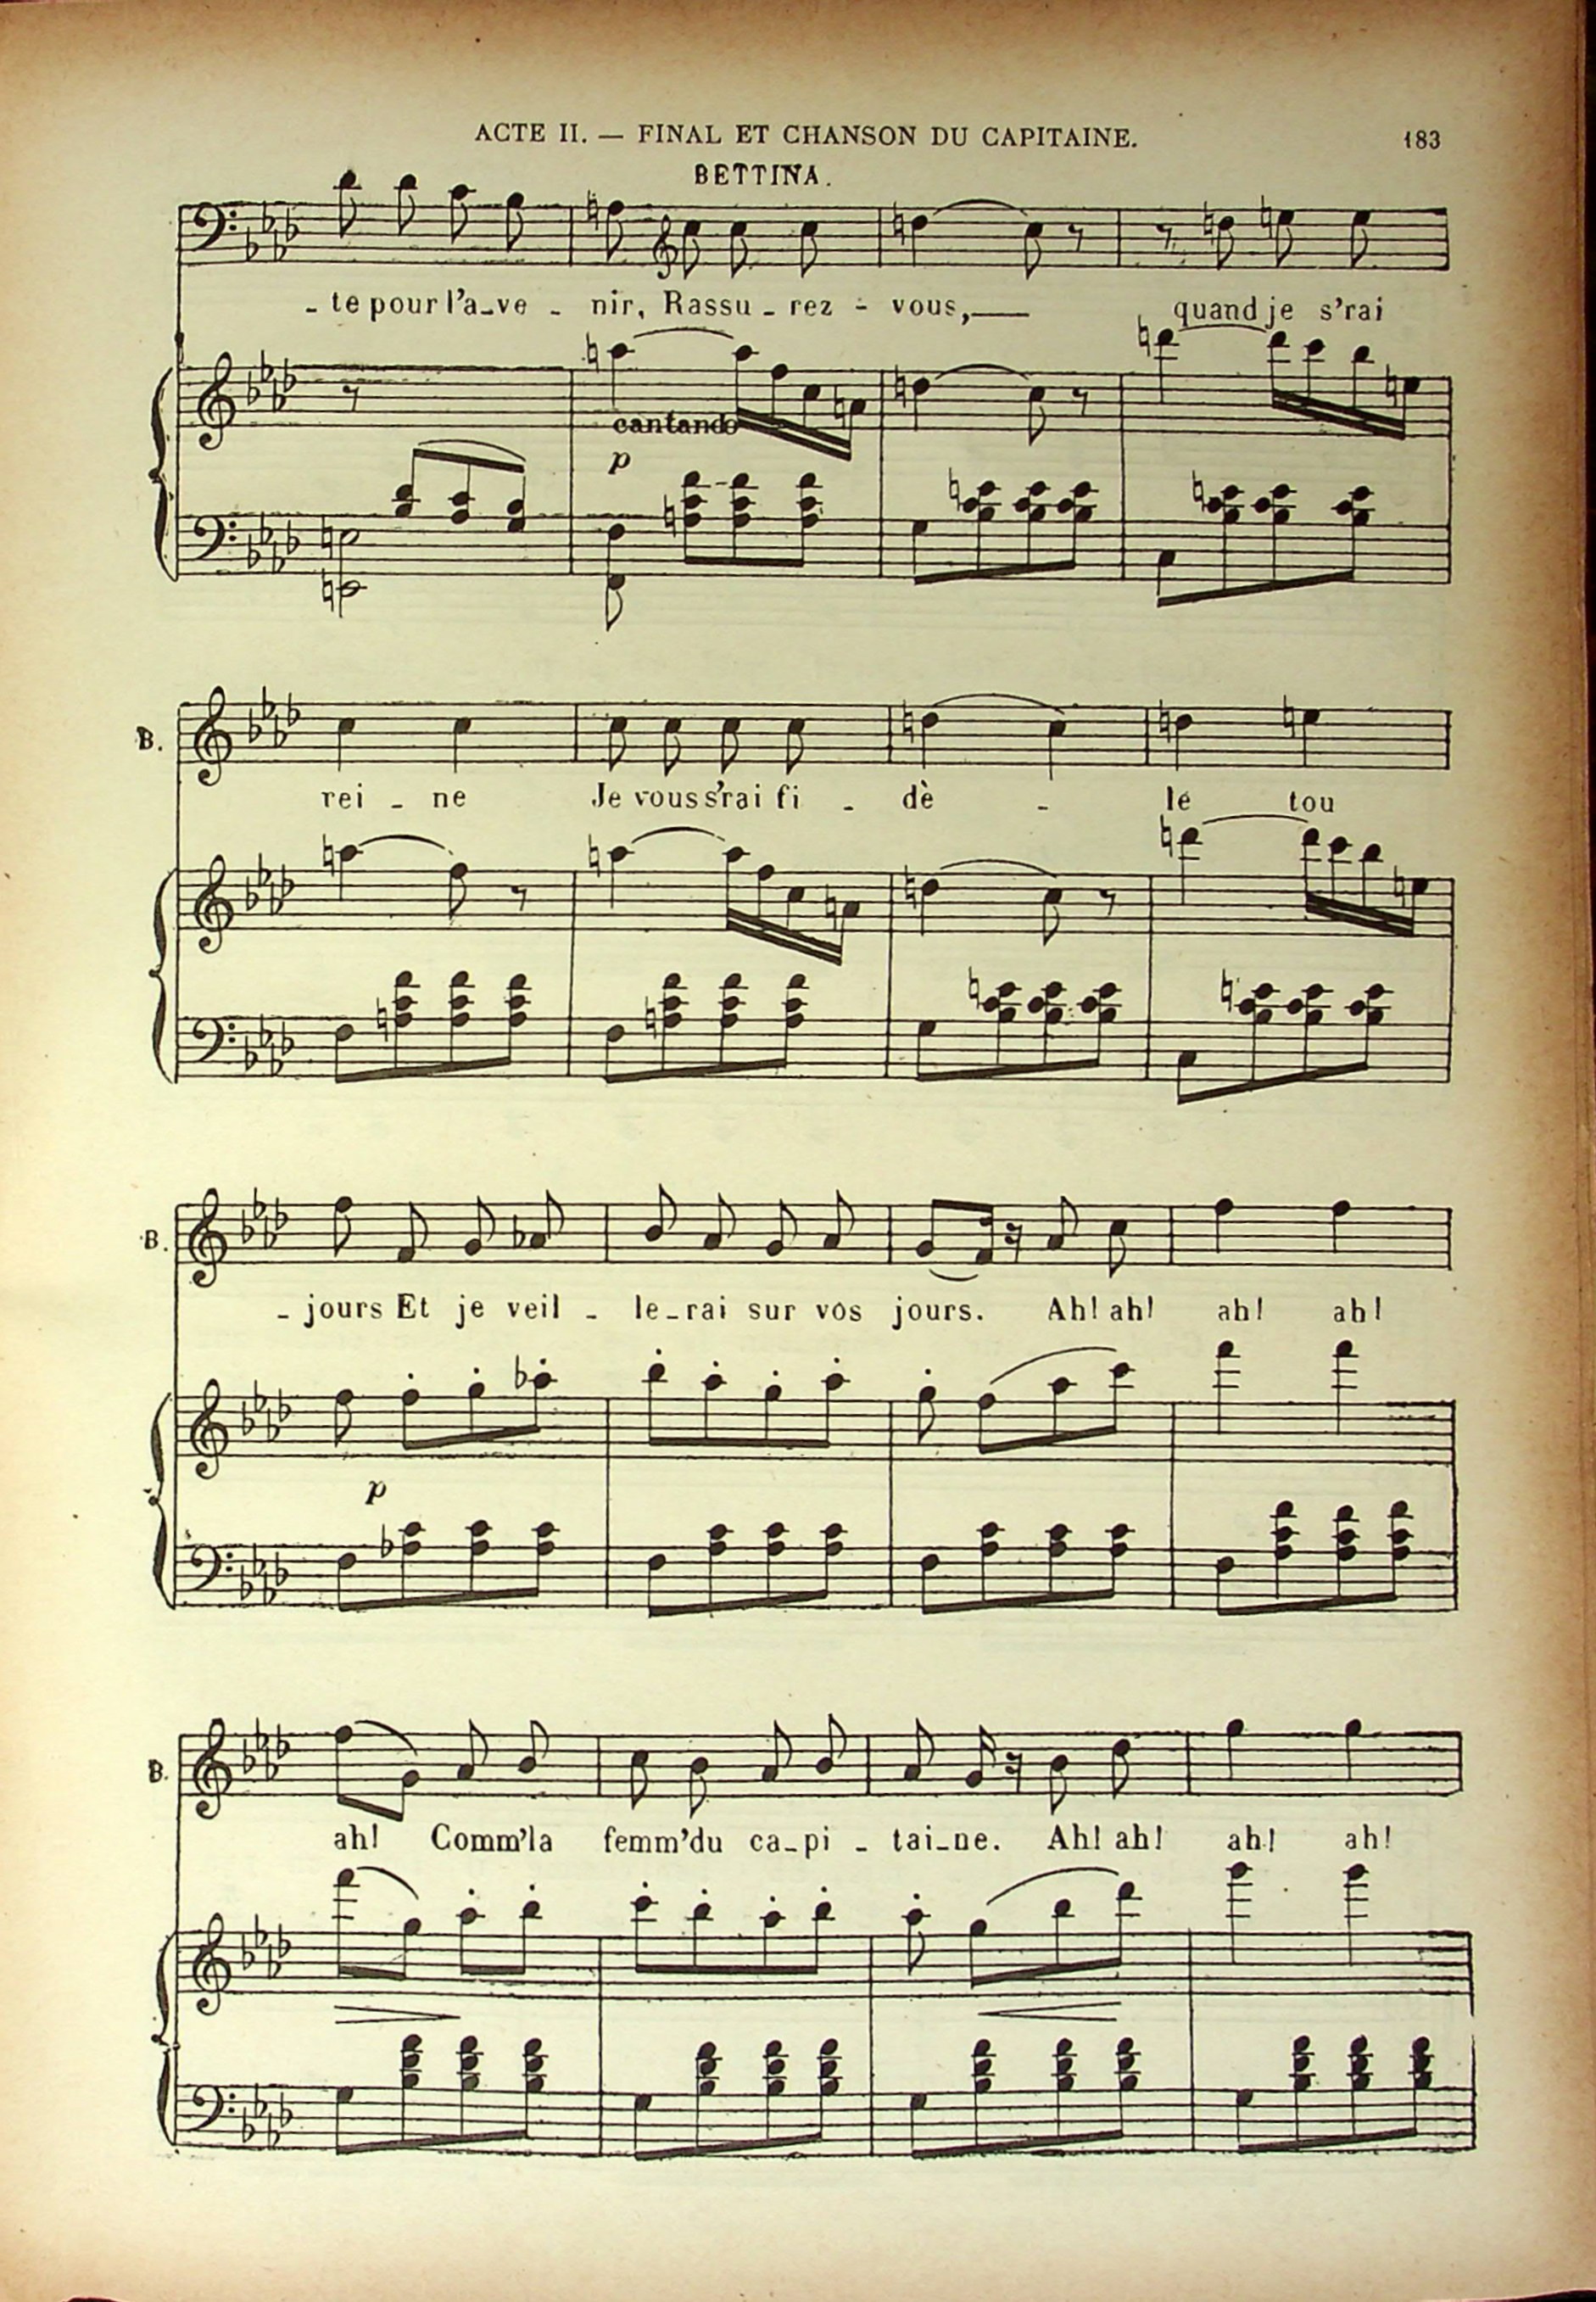 ACTE II. — FINAL ET CHANSON DU CAPITAINE. 183
BETTINA.
- te pour l'a-ve - nir, Rassu - rez - vous,— quand je s'rai
cantando
p
B.
rei - ne Je vous s'rai fi - dè - le tou
B.
- jours Et je veil - le-rai sur vos jours. Ah! ah! ah! ah!
p
B.
ah! Comm'la femm'du ca-pi - tai-ne. Ah! ah! ah! ah!